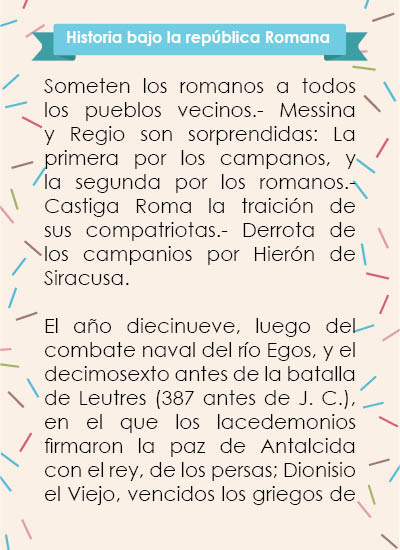 Historia bajo la república Romana
Someten los romanos a todos
los pueblos vecinos.- Messina
y Regio son sorprendidas: La
primera por los campanos, y
la segunda por los romanos.-
Castiga Roma la traición de
sus compatriotas.- Derrota de
los campanios por Hierón de
Siracusa.
El año diecinueve, luego del
combate naval del río Egos, y el
decimosexto antes de la batalla
de Leutres (387 antes de J. C.),
en el que los lacedemonios
firmaron la paz de Antalcida
con el rey, de los persas; Dionisio
el Viejo, vencidos los griegos de